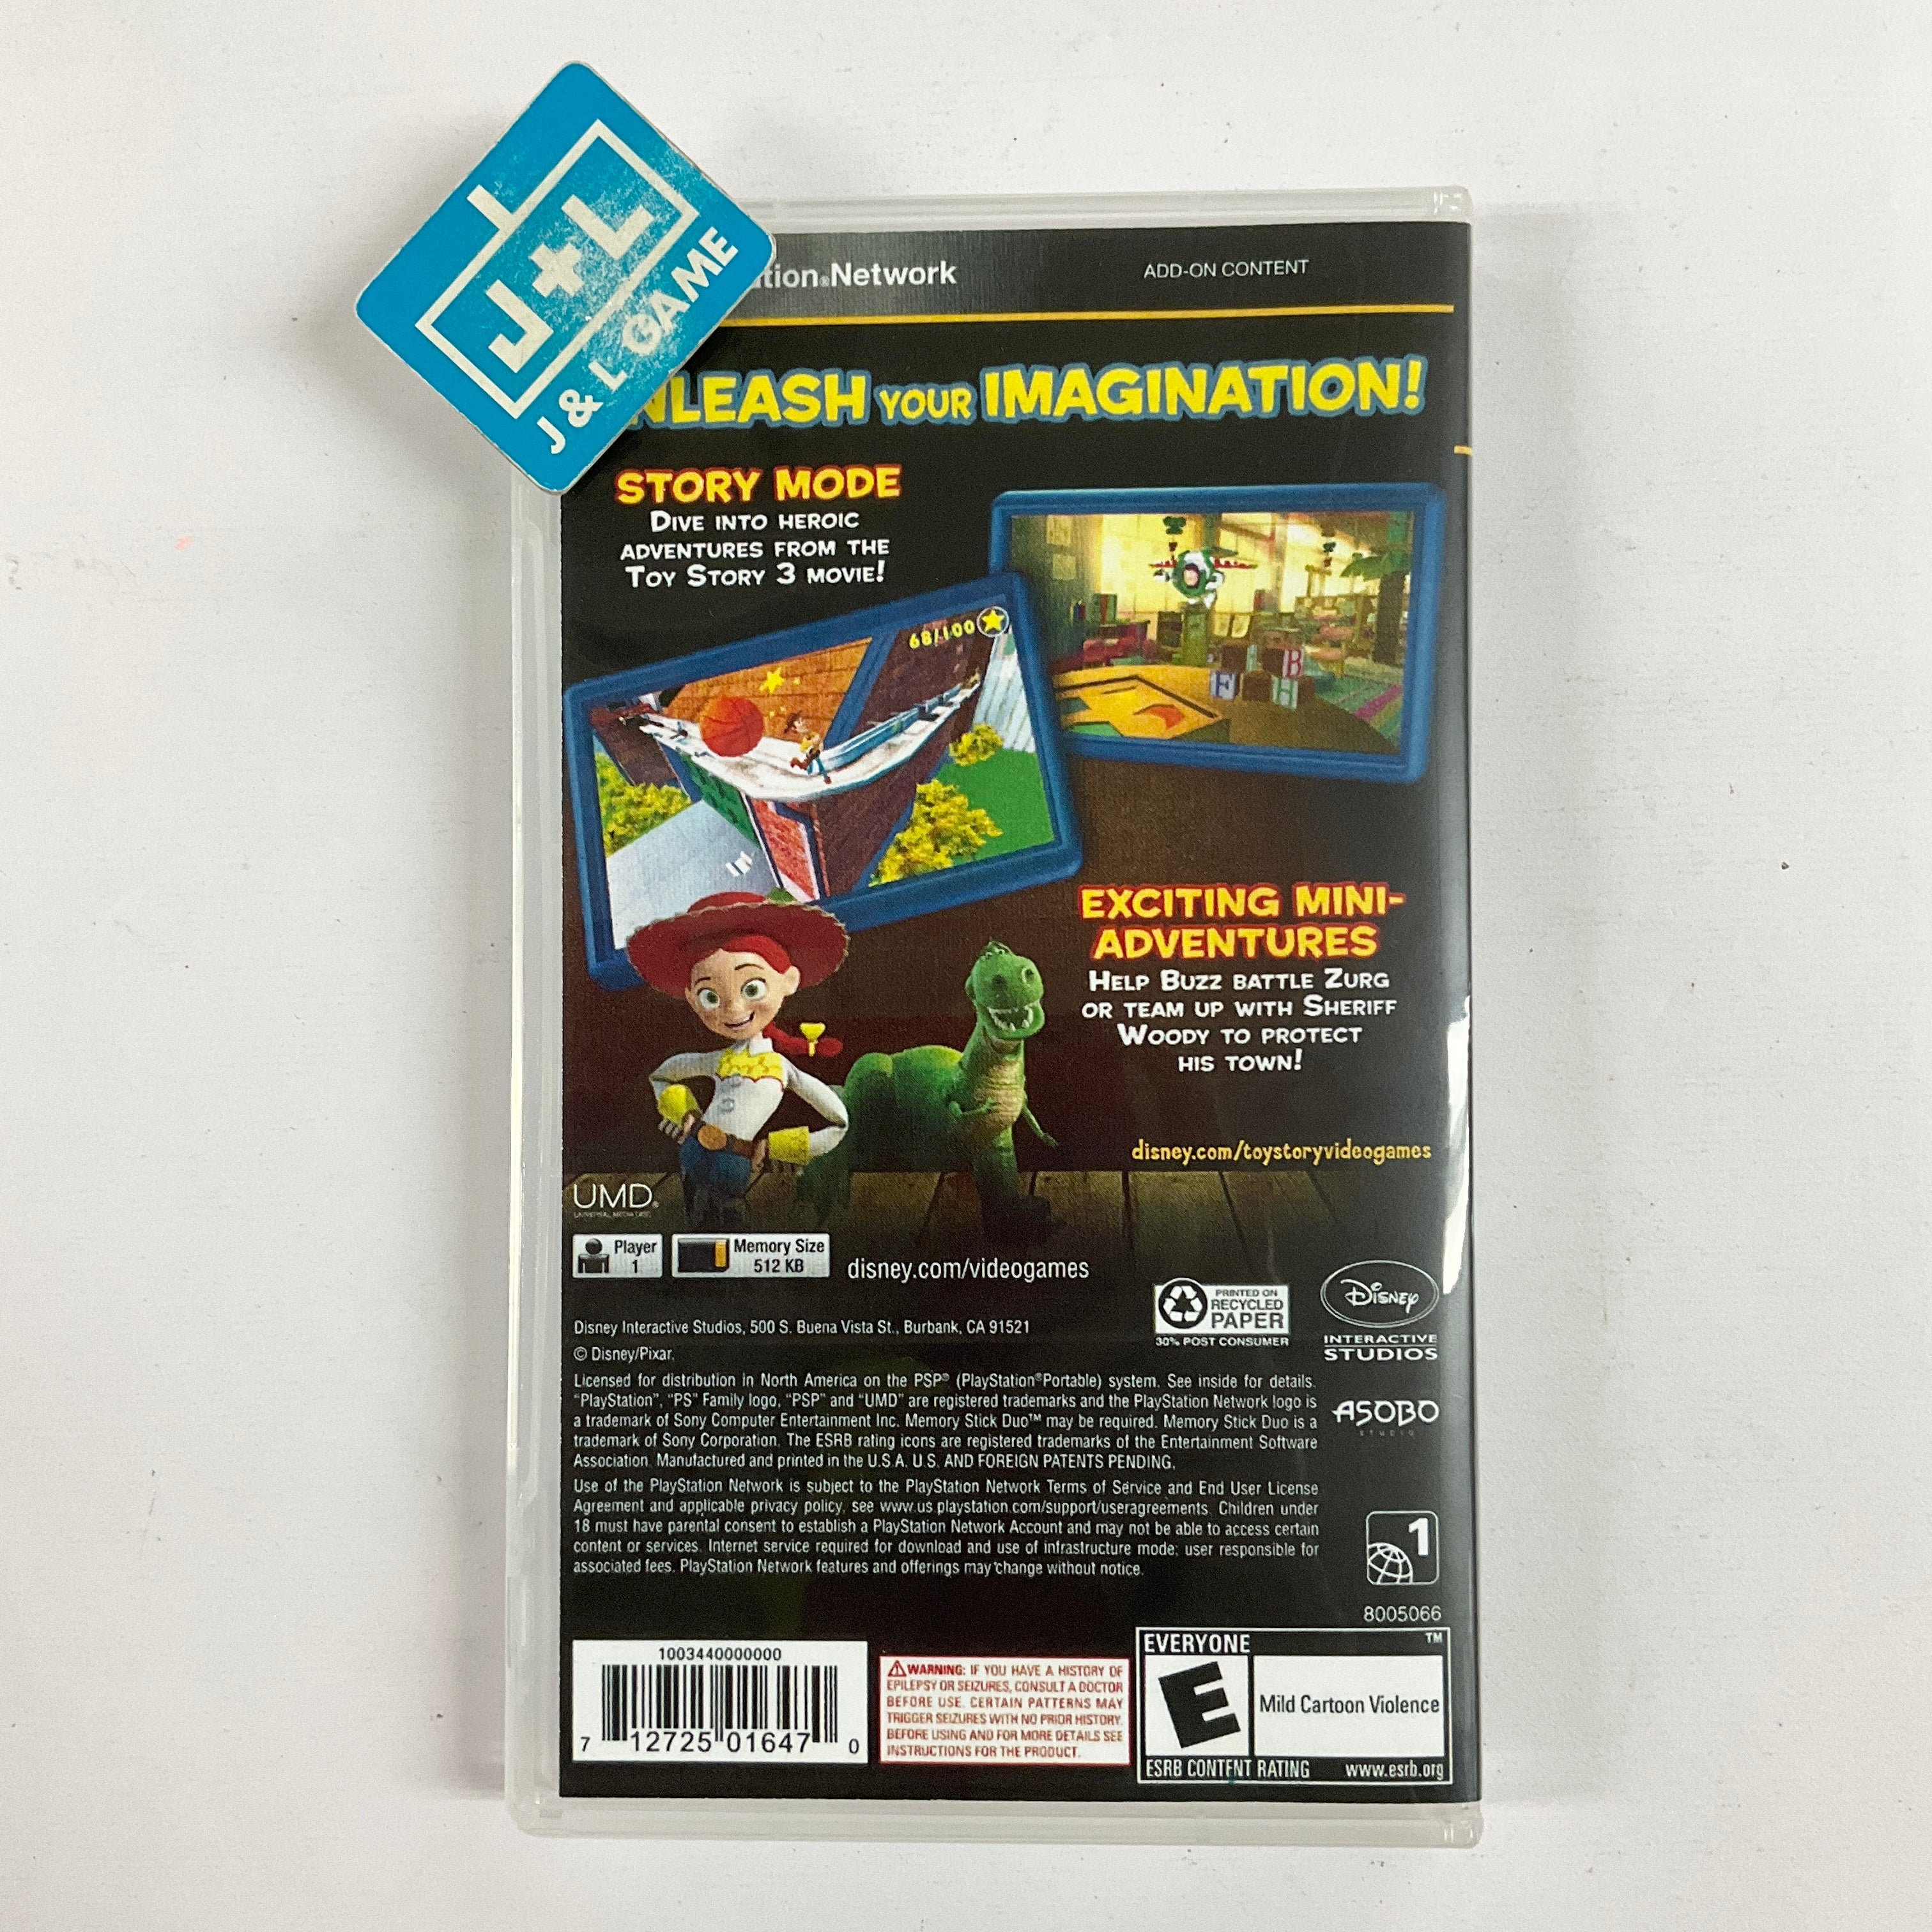 J+L
J & L GAME
tion®Network
ADD-ON CONTENT
NLEASH YOUR IMAGINATION!
STORY MODE
DIVE INTO HEROIC
ADVENTURES FROM THE
TOY STORY 3 MOVIE!
68/100
B
F
H
EXCITING MINI-
ADVENTURES
HELP BUZZ BATTLE ZURG
OR TEAM UP WITH SHERIFF
WOODY TO PROTECT
HIS TOWN!
disney.com/toystoryvideogames
UMD®
UNIVERSAL MEDIA DISC
Player
1
Memory Size
512 KB
disney.com/videogames
PRINTED ON
RECYCLED
PAPER
30% POST CONSUMER
Disney
INTERACTIVE
STUDIOS
Disney Interactive Studios, 500 S. Buena Vista St., Burbank, CA 91521
© Disney/Pixar.
Licensed for distribution in North America on the PSP® (PlayStation®Portable) system. See inside for details.
"PlayStation", "PS" Family logo, "PSP" and "UMD" are registered trademarks and the PlayStation Network logo is
a trademark of Sony Computer Entertainment Inc. Memory Stick Duo™ may be required. Memory Stick Duo is a
trademark of Sony Corporation. The ESRB rating icons are registered trademarks of the Entertainment Software
Association. Manufactured and printed in the U.S.A. U.S. AND FOREIGN PATENTS PENDING.
ASOBO
STUDIO
Use of the PlayStation Network is subject to the PlayStation Network Terms of Service and End User License
Agreement and applicable privacy policy, see www.us.playstation.com/support/useragreements. Children under
18 must have parental consent to establish a PlayStation Network Account and may not be able to access certain
content or services. Internet service required for download and use of infrastructure mode; user responsible for
associated fees. PlayStation Network features and offerings may change without notice.
1
8005066
1003440000000
7 12725 01647 0
WARNING: IF YOU HAVE A HISTORY OF
EPILEPSY OR SEIZURES, CONSULT A DOCTOR
BEFORE USE. CERTAIN PATTERNS MAY
TRIGGER SEIZURES WITH NO PRIOR HISTORY.
BEFORE USING AND FOR MORE DETAILS SEE
INSTRUCTIONS FOR THE PRODUCT.
EVERYONE ™
E
Mild Cartoon Violence
ESRB CONTENT RATING www.esrb.org